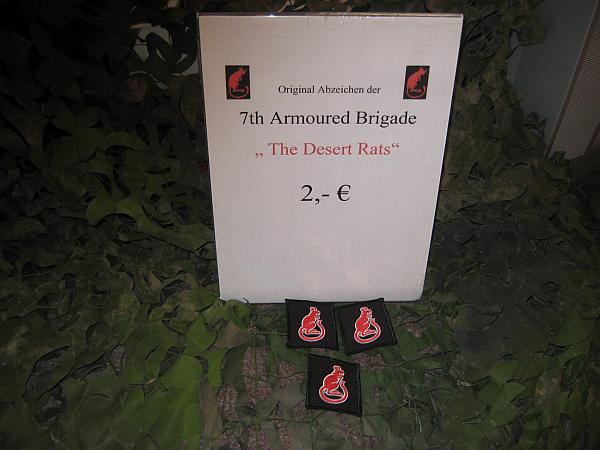 Original Abzeichen der
7th Armoured Brigade
„ The Desert Rats“
2,- €